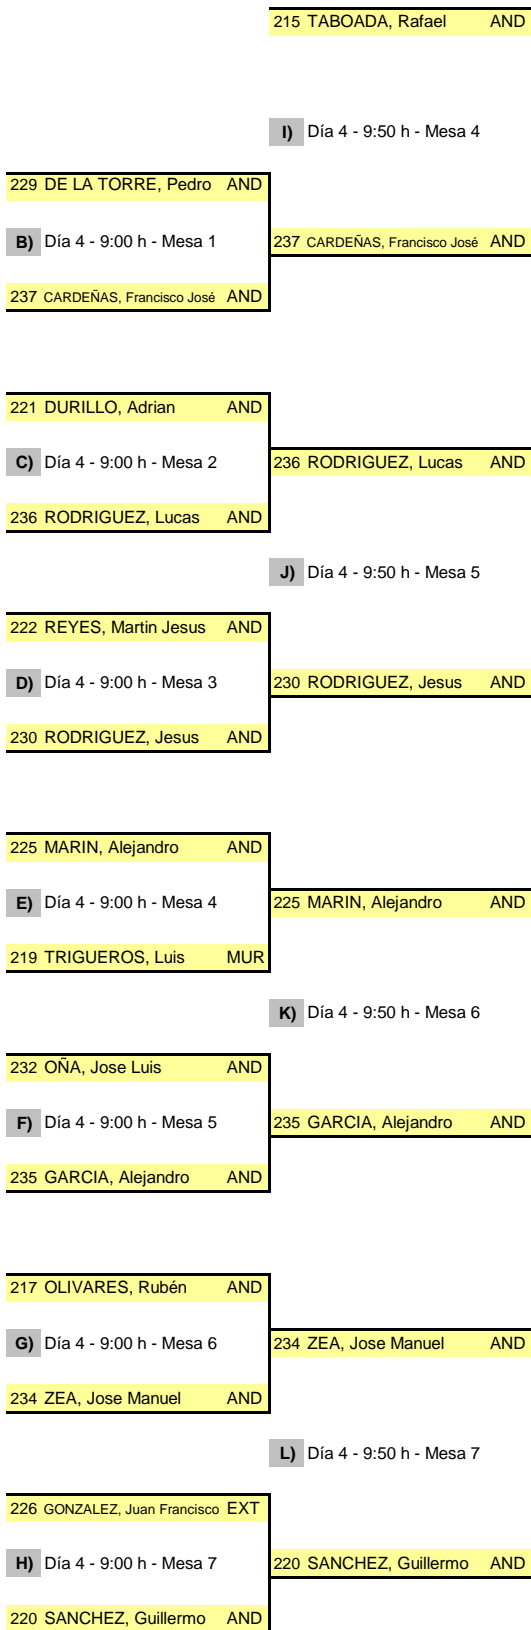 215 TABOADA, Rafael AND
I) Día 4 - 9:50 h - Mesa 4
229 DE LA TORRE, Pedro AND
B) Día 4 - 9:00 h - Mesa 1
237 CARDEÑAS, Francisco José AND
237 CARDEÑAS, Francisco José AND
221 DURILLO, Adrian AND
C) Día 4 - 9:00 h - Mesa 2
236 RODRIGUEZ, Lucas AND
236 RODRIGUEZ, Lucas AND
J) Día 4 - 9:50 h - Mesa 5
222 REYES, Martin Jesus AND
D) Día 4 - 9:00 h - Mesa 3
230 RODRIGUEZ, Jesus AND
230 RODRIGUEZ, Jesus AND
225 MARIN, Alejandro AND
E) Día 4 - 9:00 h - Mesa 4
225 MARIN, Alejandro AND
219 TRIGUEROS, Luis MUR
K) Día 4 - 9:50 h - Mesa 6
232 OÑA, Jose Luis AND
F) Día 4 - 9:00 h - Mesa 5
235 GARCIA, Alejandro AND
235 GARCIA, Alejandro AND
217 OLIVARES, Rubén AND
G) Día 4 - 9:00 h - Mesa 6
234 ZEA, Jose Manuel AND
234 ZEA, Jose Manuel AND
L) Día 4 - 9:50 h - Mesa 7
226 GONZALEZ, Juan Francisco EXT
H) Día 4 - 9:00 h - Mesa 7
220 SANCHEZ, Guillermo AND
220 SANCHEZ, Guillermo AND